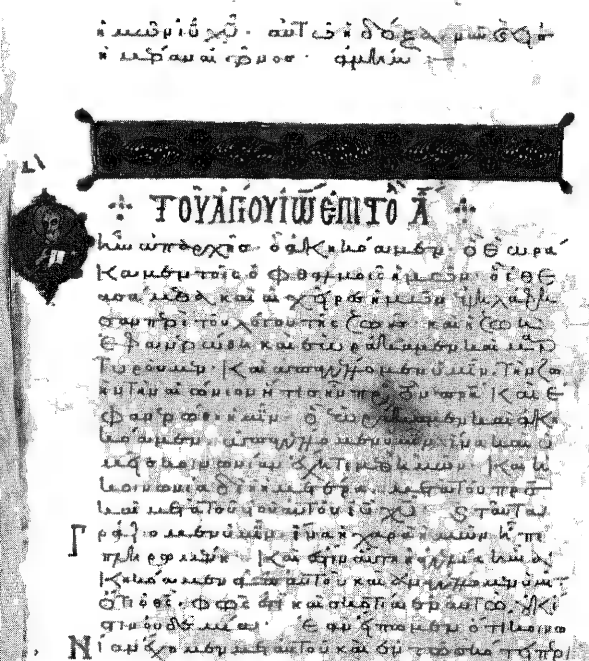 ἡμῶν ἰῦ χῦ· αὐτῶ ἡ δόξα νῦν καὶ εἰς
ἡμέραν αἰῶνος· ἀμήν
ΤΟΥ ΑΓΙΟΥ ΙΩ ΕΠΙΣΤΟ Α
ἦν ἀπαρχῆς ὃ ἀκηκόαμεν· ὃ ἑωρά
καμεν τοῖς ὀφθαλμοῖς ἡμῶν· ὃ ἐθε
ασάμεθα καὶ αἱ χεῖρες ἡμῶν ἐψηλάφη
σαν περὶ τοῦ λόγου τῆς ζωῆς· καὶ ἡ ζωὴ
ἐφανερώθη καὶ ἑωράκαμεν καὶ μαρ
τυροῦμεν· καὶ ἀπαγγέλλομεν ὑμῖν τὴν ζω
ὴν τὴν αἰώνιον ἥτις ἦν πρὸς τὸν πρα· καὶ ἐ
φανερώθη ἡμῖν· ὃ ἑωράκαμεν καὶ ἀκη
κόαμεν· ἀπαγγέλλομεν ὑμῖν ἵνα καὶ ὑ
μεῖς κοινωνίαν ἔχητε μεθ ἡμῶν· καὶ ἡ
κοινωνία δὲ ἡ ἡμετέρα· μετὰ τοῦ πρς
καὶ μετὰ τοῦ υἱοῦ αὐτοῦ ἰῦ χῦ· καὶ ταῦτα
γράφομεν ὑμῖν ἵνα ἡ χαρὰ ἡμῶν ἦ πε
πληρωμένη· καὶ ἔστιν αὕτη ἡ ἀγγελία ἣν ἀ
κηκόαμεν ἀπ αὐτοῦ καὶ ἀναγγέλλομεν ὑμῖν·
ὅτι ὁ θς φῶς ἐστι καὶ σκοτία ἐν αὐτῶ οὐκ ἔ
στιν οὐδεμία· Ἐὰν εἴπωμεν ὅτι κοινω
νίαν ἔχομεν μετ αὐτοῦ καὶ ἐν τῶ σκότει περι